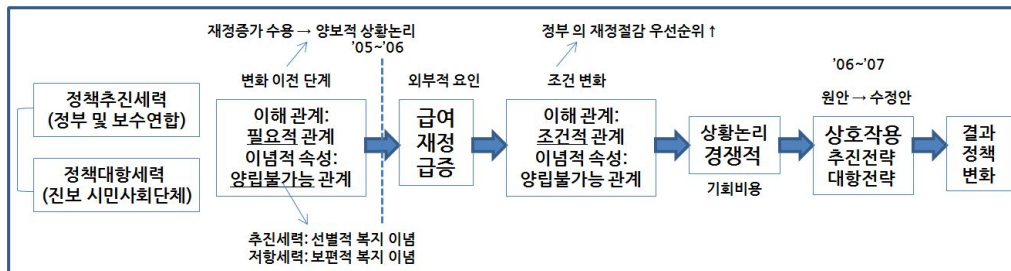 재정증가 수용 → 양보적 상황논리
'05~'06
정부 의 재정절감 우선순위 ↑
'06~'07
변화 이전 단계
외부적 요인
조건 변화
원안 → 수정안
정책추진세력
(정부 및 보수연합)
정책대항세력
(진보 시민사회단체)
이해 관계:
필요적 관계
이념적 속성:
양립불가능 관계
급여
재정
급증
이해 관계:
조건적 관계
이념적 속성:
양립불가능 관계
상황논리
경쟁적
기회비용
상호작용
추진전략
대항전략
결과
정책
변화
추진세력: 선별적 복지 이념
저항세력: 보편적 복지 이념